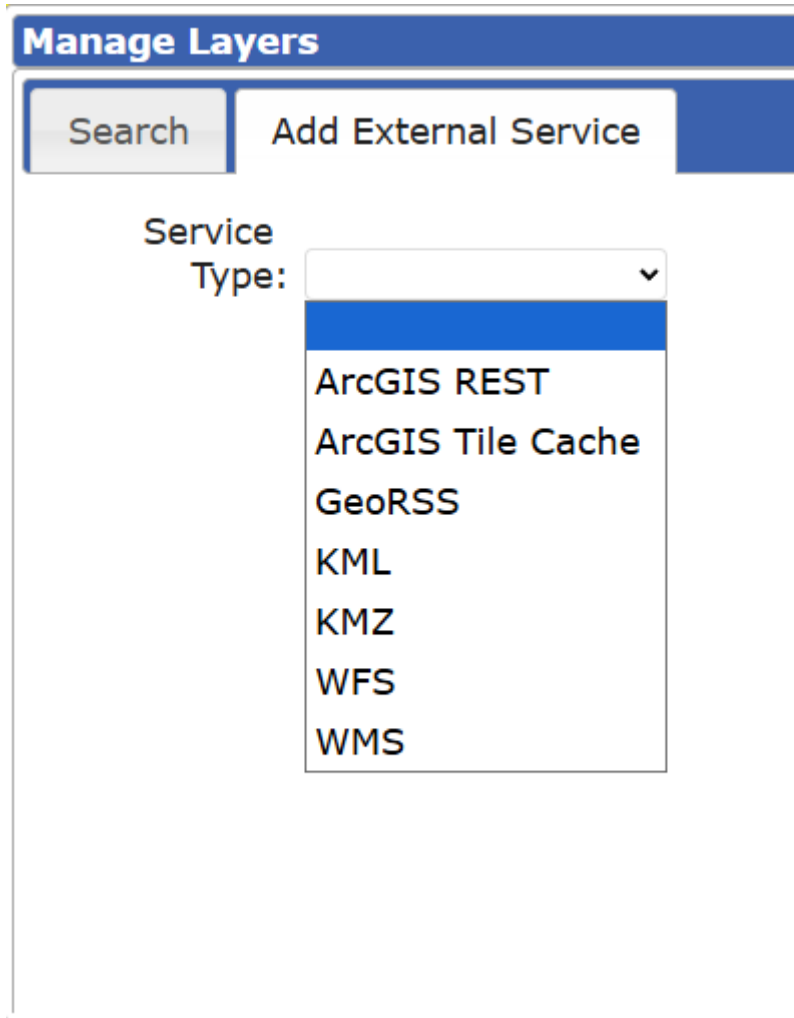 Manage Layers
Search
Add External Service
Service
Type:
ArcGIS REST
ArcGIS Tile Cache
GeoRSS
KML
KMZ
WFS
WMS